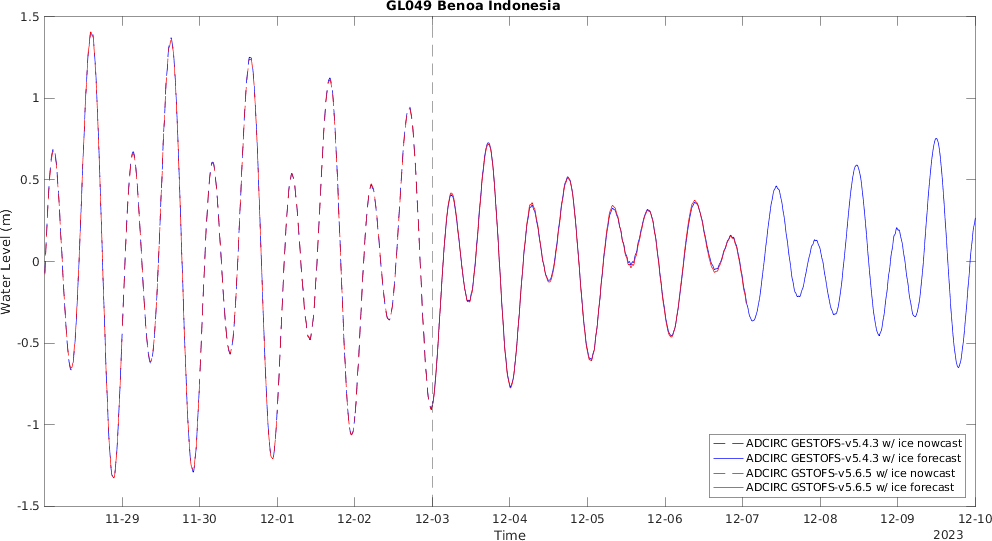 GL049 Benoa Indonesia
1.5
1
0.5
0
-0.5
-1
-1.5
Water Level (m)
11-29 11-30 12-01 12-02 12-03 12-04 12-05 12-06 12-07 12-08 12-09 12-10
Time
2023
ADCIRC GESTOFS-v5.4.3 w/ ice nowcast
ADCIRC GESTOFS-v5.4.3 w/ ice forecast
ADCIRC GSTOFS-v5.6.5 w/ ice nowcast
ADCIRC GSTOFS-v5.6.5 w/ ice forecast